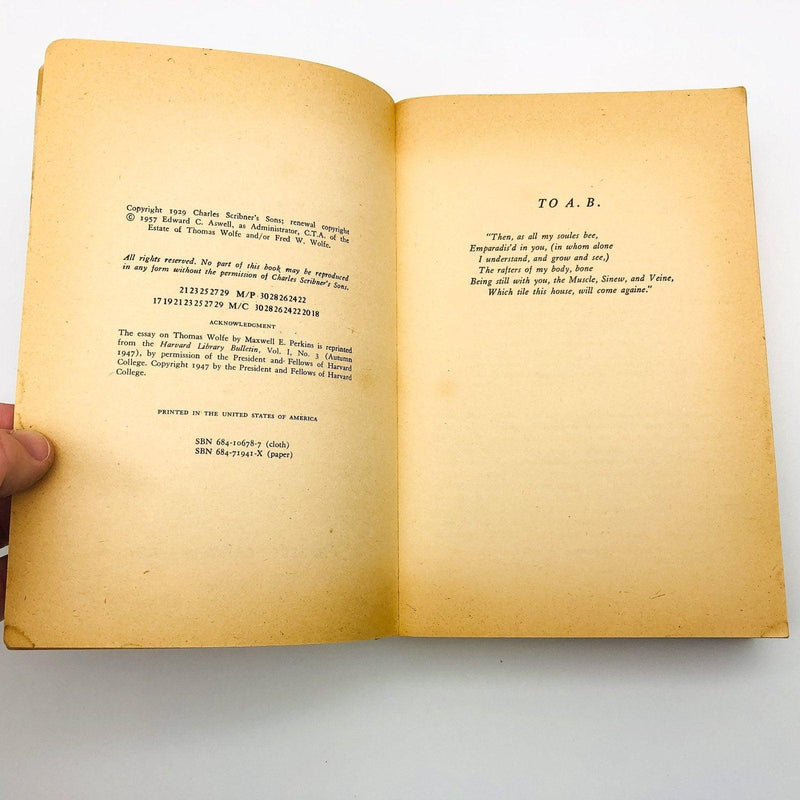 Copyright 1929 Charles Scribner's Sons; renewal copyright
© 1957 Edward C. Aswell, as Administrator, C.T.A. of the
Estate of Thomas Wolfe and/or Fred W. Wolfe.
All rights reserved. No part of this book may be reproduced
in any form without the permission of Charles Scribner's Sons.
21 23 25 27 29 M/P 30 28 26 24 22
17 19 21 23 25 27 29 M/C 30 28 26 24 22 20 18
ACKNOWLEDGMENT
The essay on Thomas Wolfe by Maxwell E. Perkins is reprinted
from the Harvard Library Bulletin, Vol. I, No. 3 (Autumn
1947), by permission of the President and Fellows of Harvard
College. Copyright 1947 by the President and Fellows of Harvard
College.
PRINTED IN THE UNITED STATES OF AMERICA
SBN 684-10678-7 (cloth)
SBN 684-71941-X (paper)
TO A. B.
"Then, as all my soules bee,
Emparadis'd in you, (in whom alone
I understand, and grow and see,)
The rafters of my body, bone
Being still with you, the Muscle, Sinew, and Veine,
Which tile this house, will come againe."